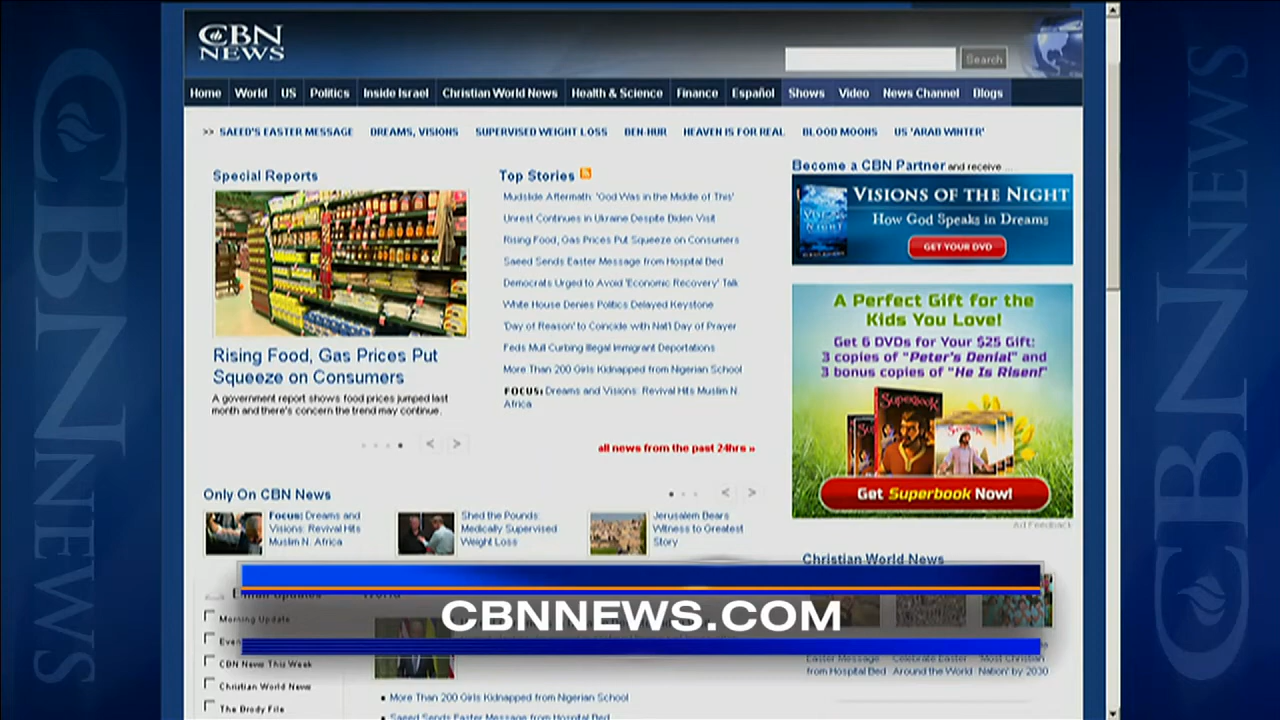 CBN
NEWS
Search
Home World US Politics Inside Israel Christian World News Health & Science Finance Español Shows Video News Channel Blogs
>> SAEED'S EASTER MESSAGE DREAMS, VISIONS SUPERVISED WEIGHT LOSS BEN-HUR HEAVEN IS FOR REAL BLOOD MOONS US 'ARAB WINTER'
Special Reports
Rising Food, Gas Prices Put
Squeeze on Consumers
A government report shows food prices jumped last
month and there's concern the trend may continue.
< >
Top Stories
Mudslide Aftermath: 'God Was in the Middle of This'
Unrest Continues in Ukraine Despite Biden Visit
Rising Food, Gas Prices Put Squeeze on Consumers
Saeed Sends Easter Message from Hospital Bed
Democrats Urged to Avoid 'Economic Recovery' Talk
White House Denies Politics Delayed Keystone
'Day of Reason' to Coincide with Nat'l Day of Prayer
Feds Mull Curbing Illegal Immigrant Deportations
More Than 200 Girls Kidnapped from Nigerian School
FOCUS: Dreams and Visions: Revival Hits Muslim N.
Africa
all news from the past 24hrs »
Become a CBN Partner and receive ...
VISIONS OF THE NIGHT
How God Speaks in Dreams
GET YOUR DVD
A Perfect Gift for the
Kids You Love!
Get 6 DVDs for Your $25 Gift:
3 copies of "Peter's Denial" and
3 bonus copies of "He Is Risen!"
SUPERBOOK
Get Superbook Now!
Ad Feedback
Only On CBN News
< >
Focus: Dreams and
Visions: Revival Hits
Muslim N. Africa
Shed the Pounds:
Medically Supervised
Weight Loss
Jerusalem Bears
Witness to Greatest
Story
Christian World News
CBNNEWS.COM
Morning Update
CBN News This Week
Christian World News
The Brody File
Easter Message
from Hospital Bed
Celebrate Easter
Around the World
'Most Christian
Nation' by 2030
More Than 200 Girls Kidnapped from Nigerian School
Saeed Sends Easter Message from Hospital Bed
CBN NEWS
CBN NEWS